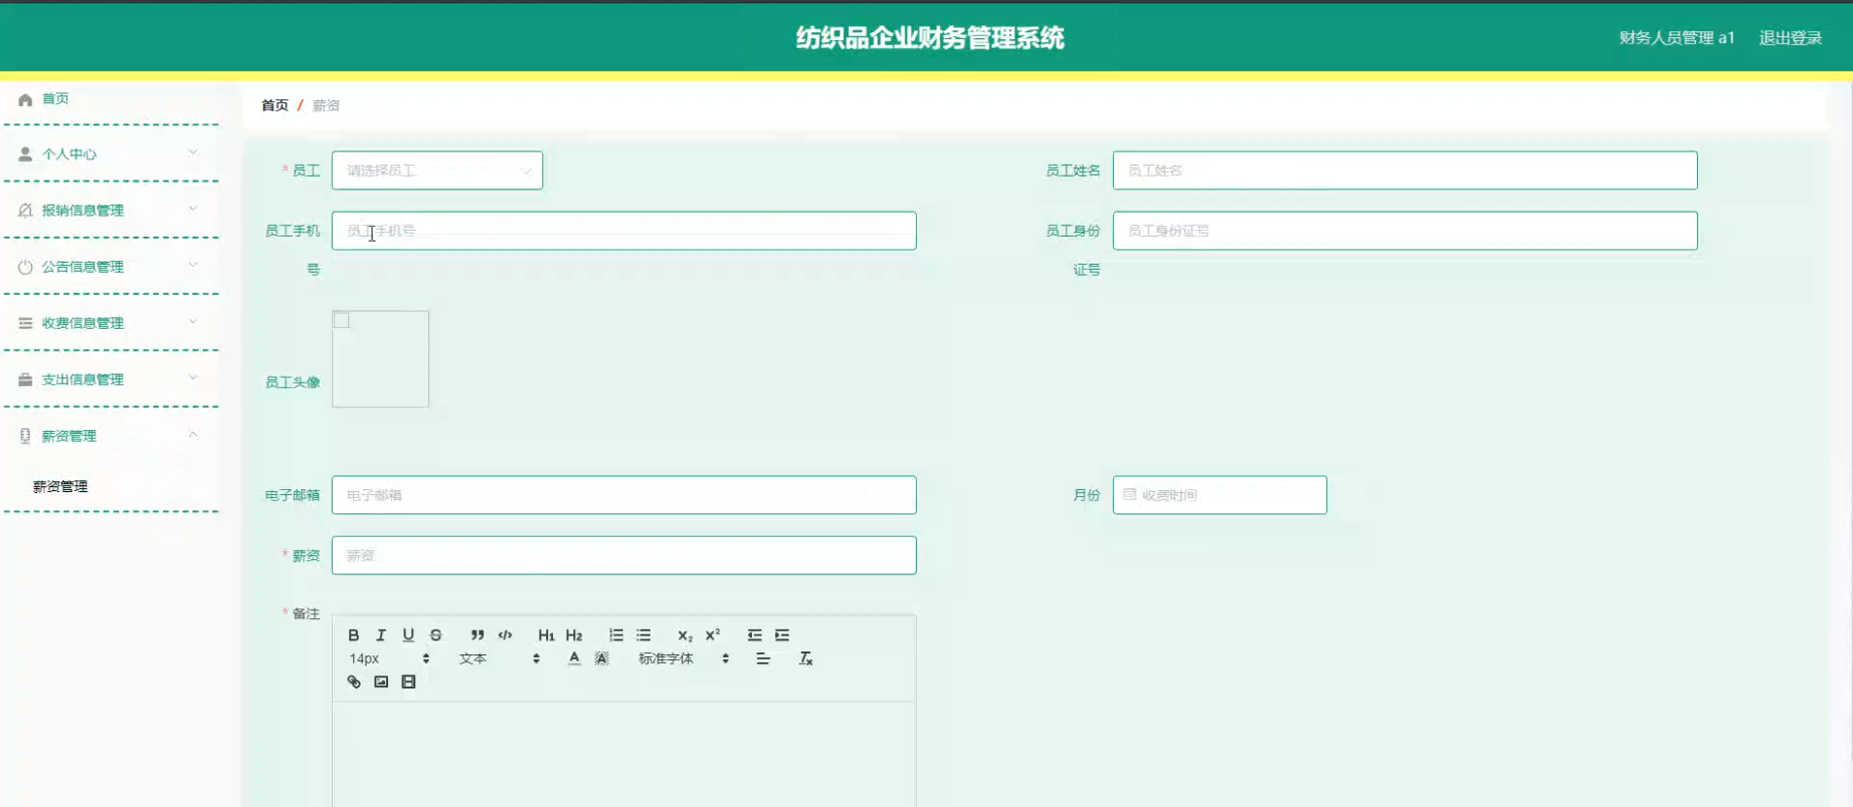 纺织品企业财务管理系统
财务人员管理 a1 退出登录
首页
首页 / 薪资
个人中心
报销信息管理
公告信息管理
收费信息管理
支出信息管理
薪资管理
薪资管理
* 员工 请选择员工
员工姓名 员工姓名
员工手机号 员工手机号
员工身份证号 员工身份证号
员工头像
电子邮箱 电子邮箱
月份 收费时间
* 薪资 薪资
* 备注
B I U S ” </> H1 H2 X₂ X²
14px 文本 A A 标准字体 Tx